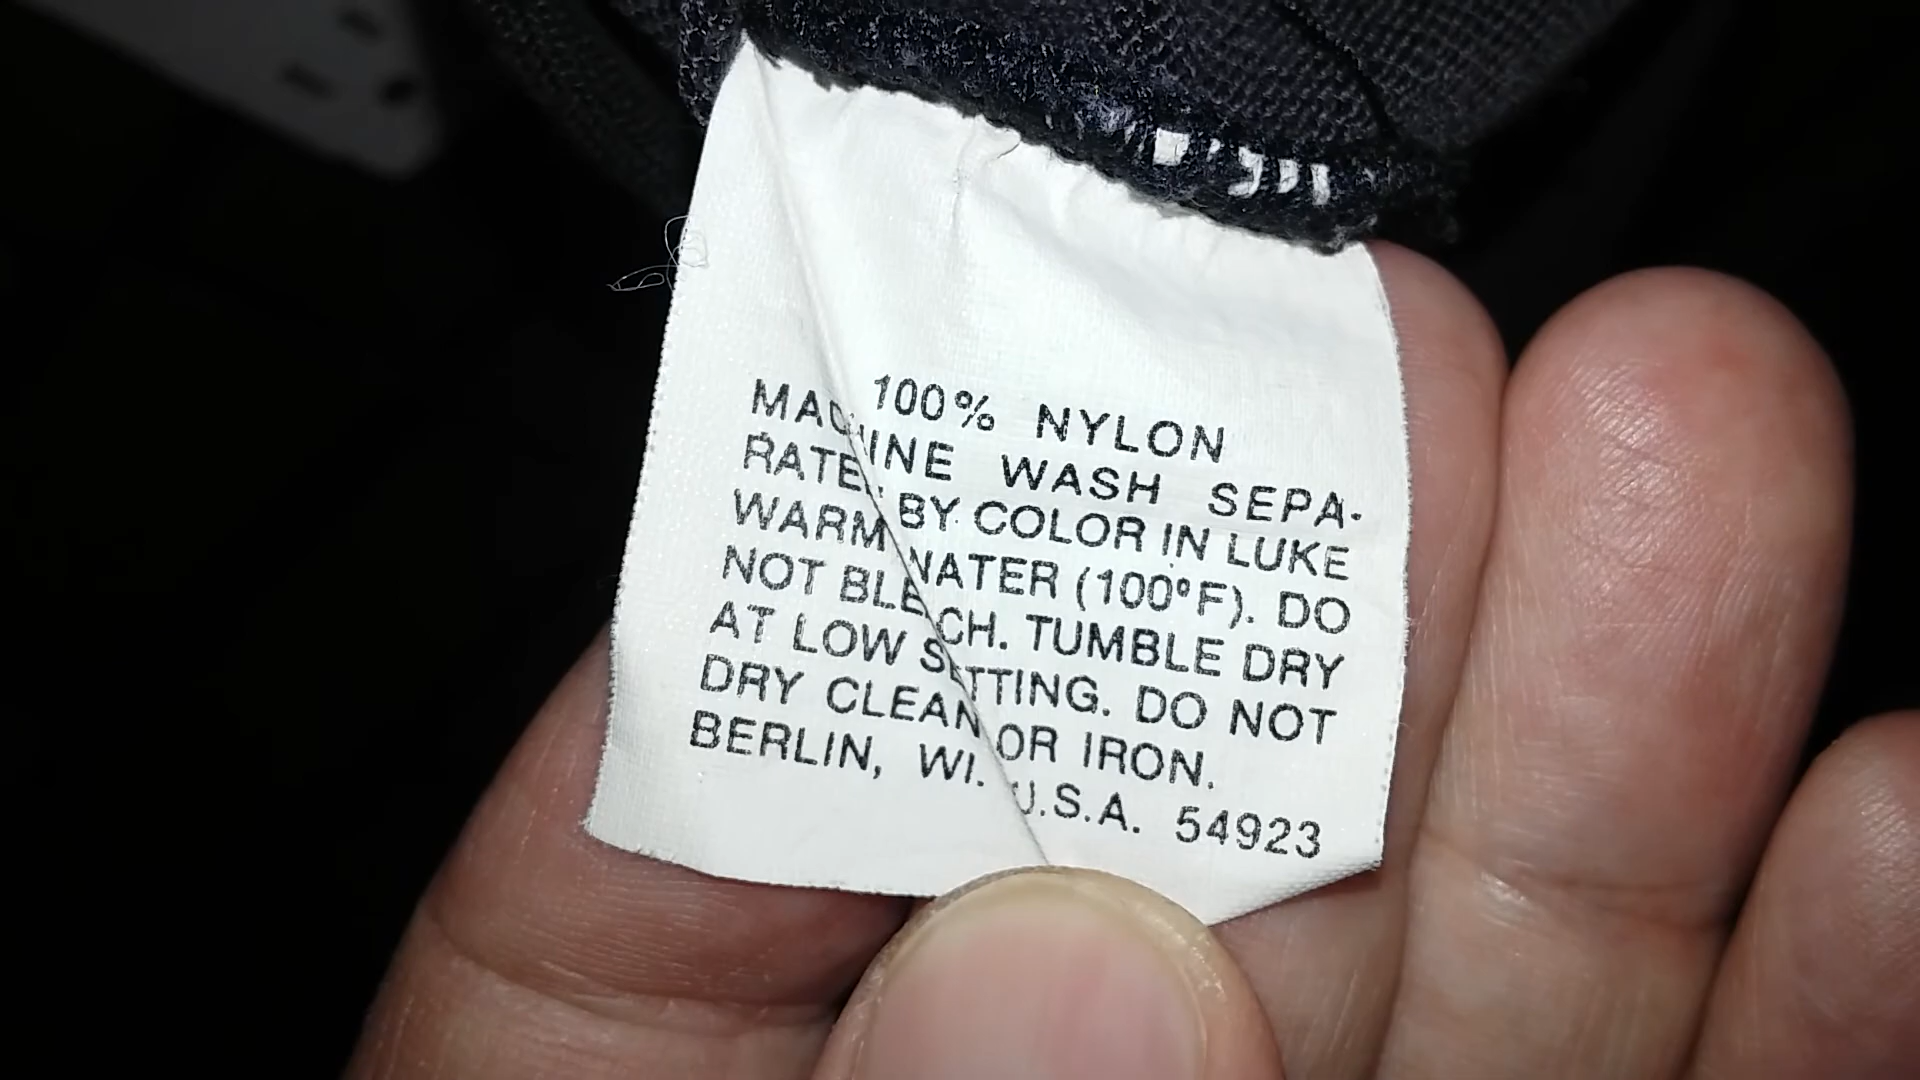 100% NYLON
MACHINE WASH SEPA-
RATELY BY COLOR IN LUKE
WARM WATER (100°F). DO
NOT BLEACH. TUMBLE DRY
AT LOW SETTING. DO NOT
DRY CLEAN OR IRON.
BERLIN, WI. U.S.A. 54923